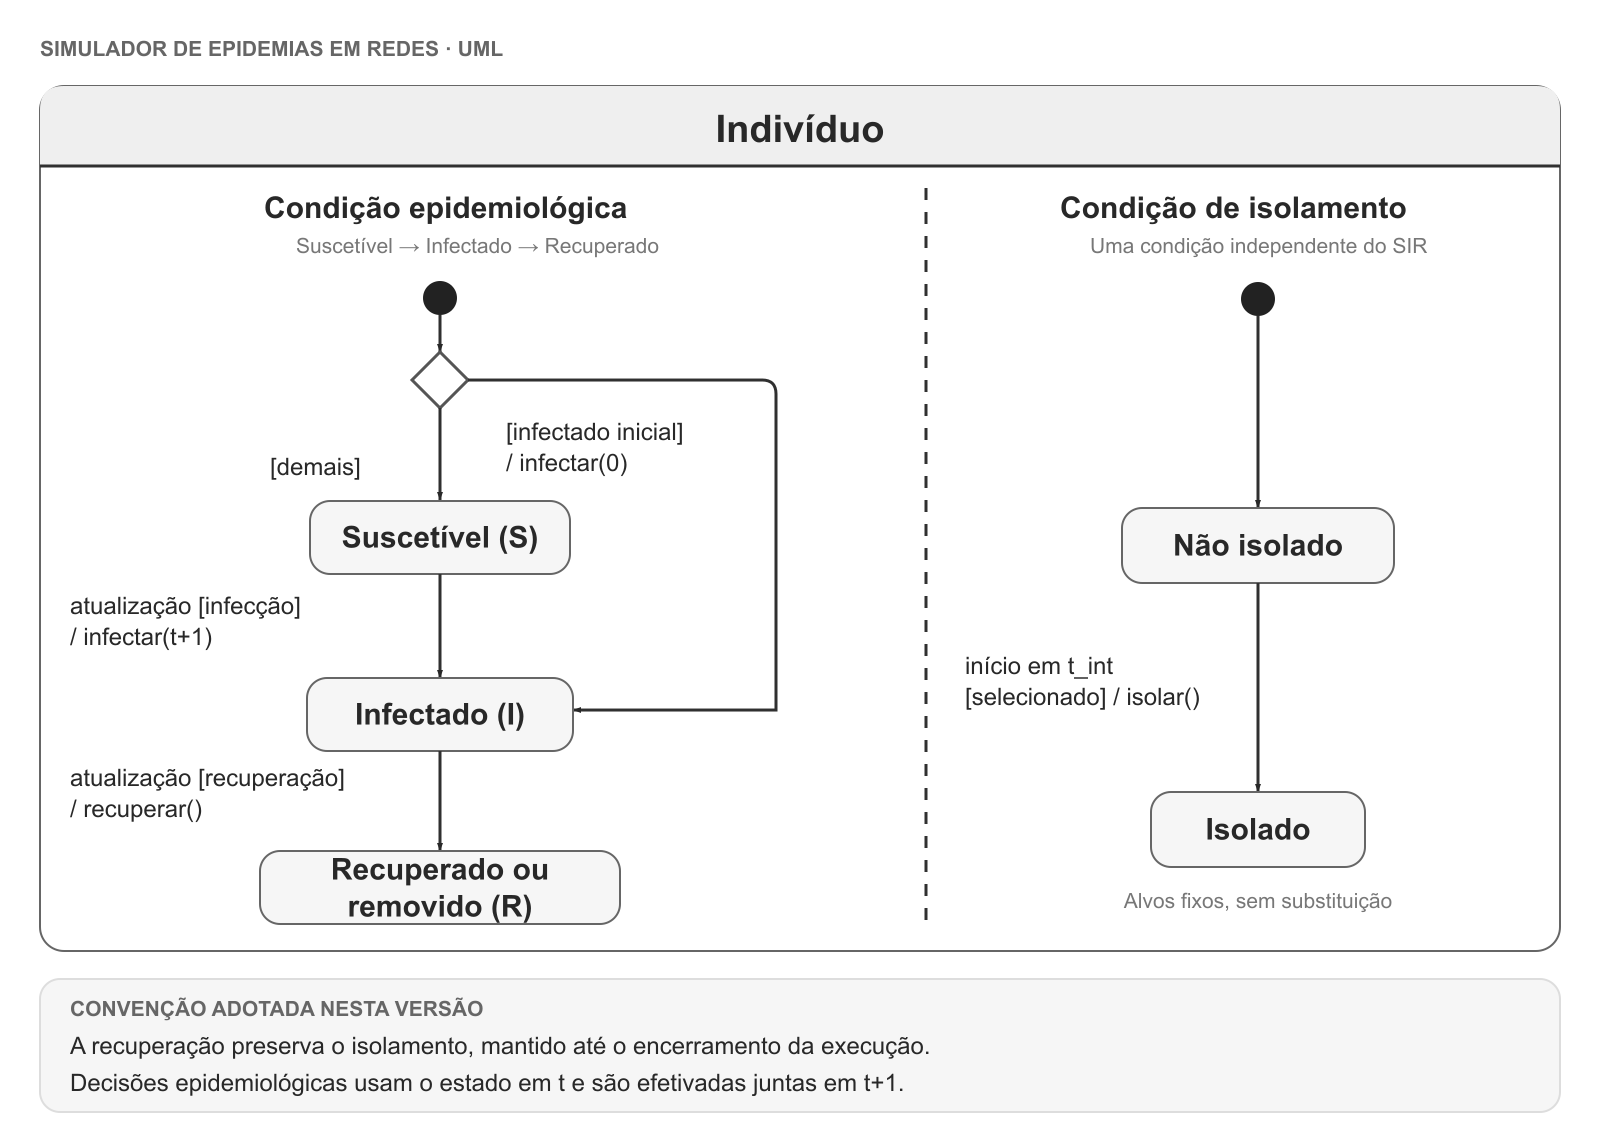 SIMULADOR DE EPIDEMIAS EM REDES · UML
Indivíduo
Condição epidemiológica
Suscetível → Infectado → Recuperado
[infectado inicial]
/ infectar(0)
[demais]
Suscetível (S)
atualização [infecção]
/ infectar(t+1)
Infectado (I)
atualização [recuperação]
/ recuperar()
Recuperado ou
removido (R)
Condição de isolamento
Uma condição independente do SIR
Não isolado
início em t_int
[selecionado] / isolar()
Isolado
Alvos fixos, sem substituição
CONVENÇÃO ADOTADA NESTA VERSÃO
A recuperação preserva o isolamento, mantido até o encerramento da execução.
Decisões epidemiológicas usam o estado em t e são efetivadas juntas em t+1.